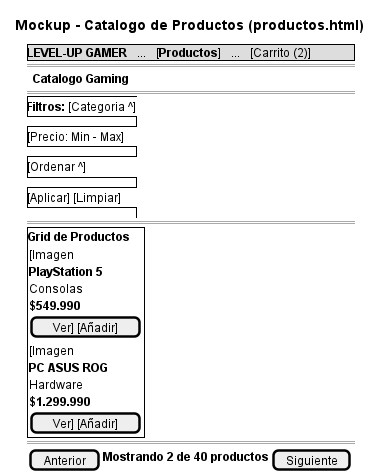 Mockup - Catalogo de Productos (productos.html)
LEVEL-UP GAMER ... [Productos] ... [Carrito (2)]
Catalogo Gaming
Filtros: [Categoria ^]
[Precio: Min - Max]
[Ordenar ^]
[Aplicar] [Limpiar]
Grid de Productos
[Imagen
PlayStation 5
Consolas
$549.990
Ver] [Añadir]
[Imagen
PC ASUS ROG
Hardware
$1.299.990
Ver] [Añadir]
Anterior Mostrando 2 de 40 productos Siguiente